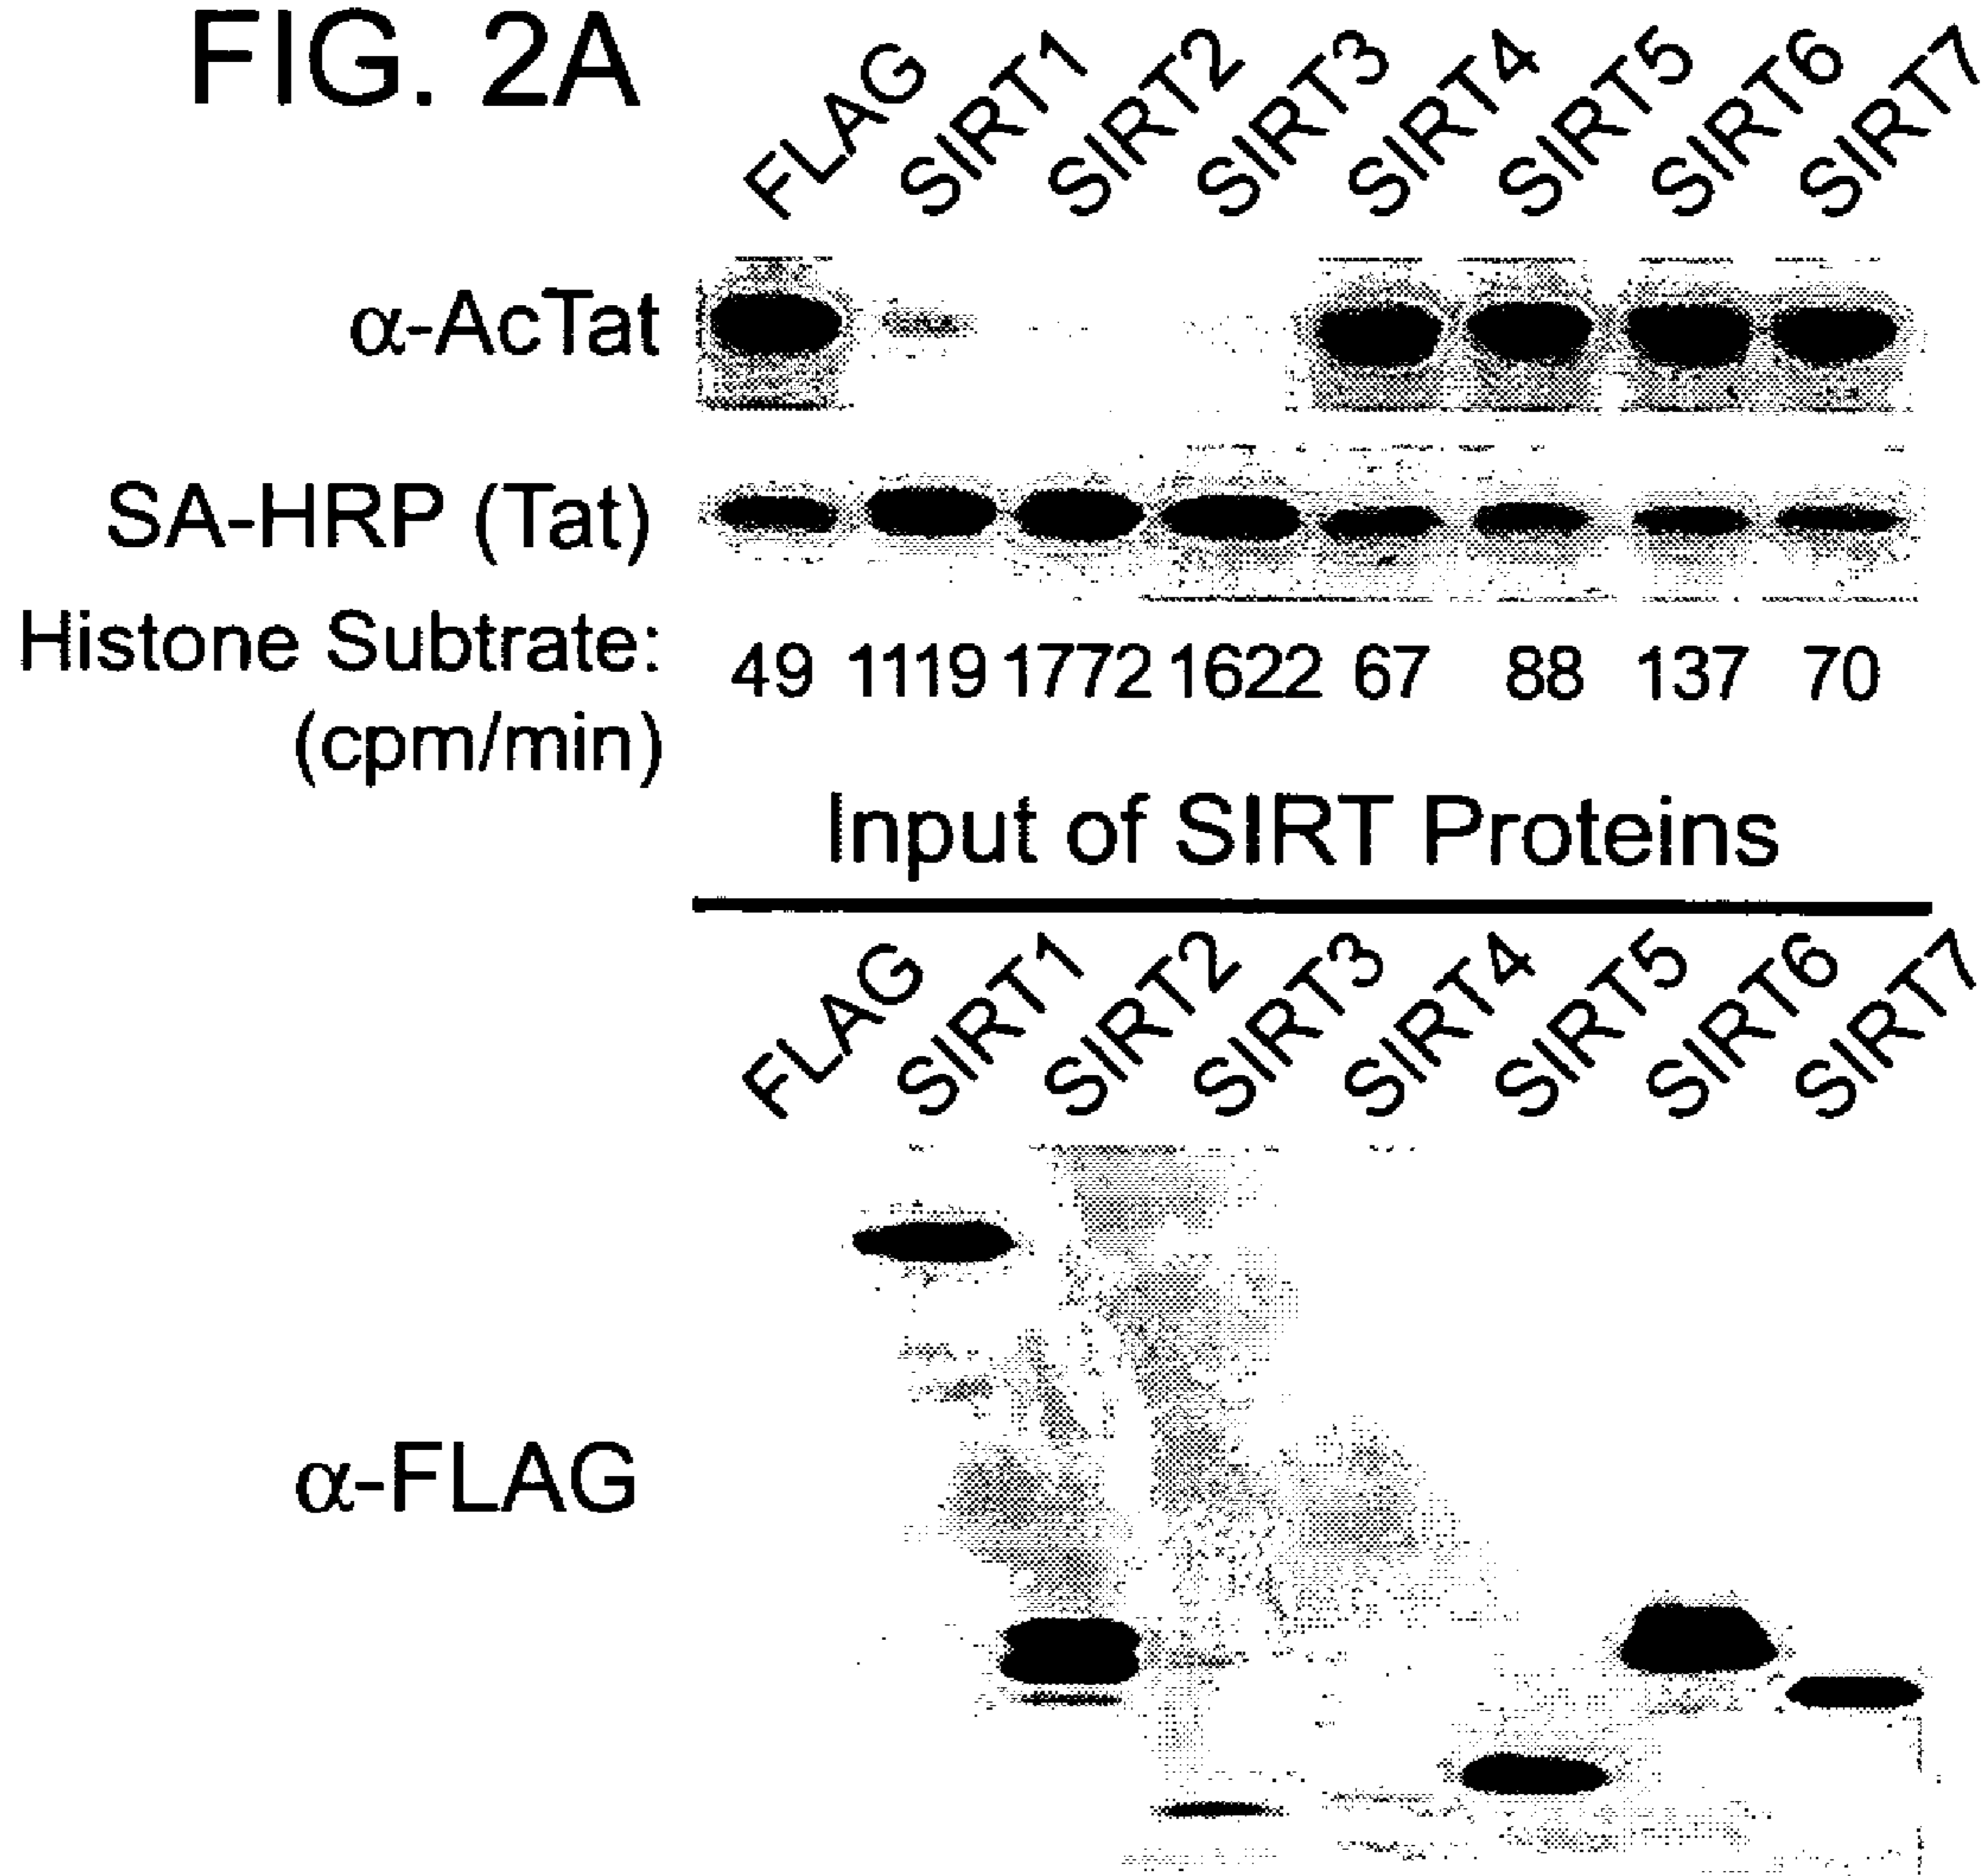 FIG. 2A
FLAG SIRT1 SIRT2 SIRT3 SIRT4 SIRT5 SIRT6 SIRT7
α-AcTat
SA-HRP (Tat)
Histone Subtrate: 49 1119 1772 1622 67 88 137 70
(cpm/min)
Input of SIRT Proteins
FLAG SIRT1 SIRT2 SIRT3 SIRT4 SIRT5 SIRT6 SIRT7
α-FLAG